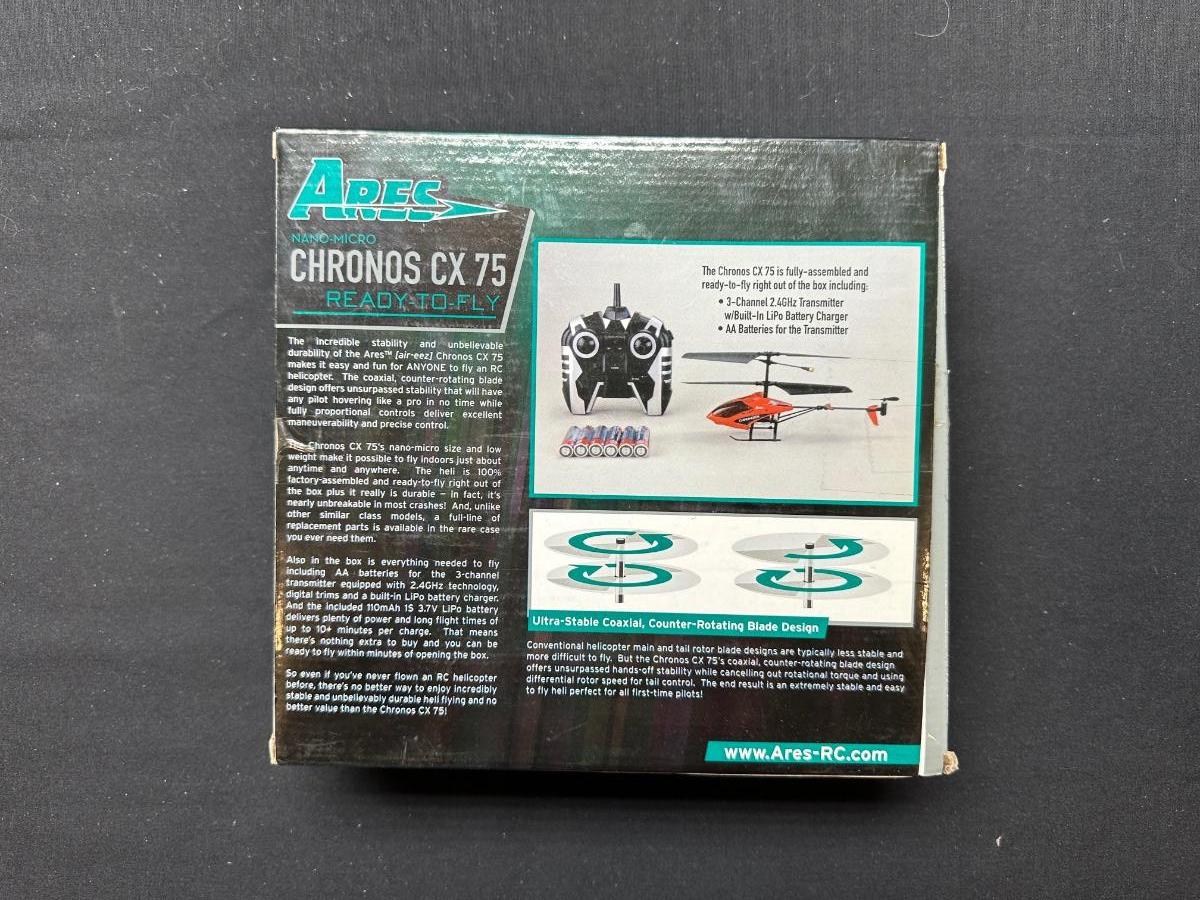 ARES
NANO-MICRO
CHRONOS CX 75
READY-TO-FLY
The incredible stability and unbelievable
durability of the Ares™ [air-eez] Chronos CX 75
makes it easy and fun for ANYONE to fly an RC
helicopter. The coaxial, counter-rotating blade
design offers unsurpassed stability that will have
any pilot hovering like a pro in no time while
fully proportional controls deliver excellent
maneuverability and precise control.
The Chronos CX 75's nano-micro size and low
weight make it possible to fly indoors just about
anytime and anywhere. The heli is 100%
factory-assembled and ready-to-fly right out of
the box plus it really is durable – in fact, it's
nearly unbreakable in most crashes! And, unlike
other similar class models, a full-line of
replacement parts is available in the rare case
you ever need them.
Also in the box is everything needed to fly
including AA batteries for the 3-channel
transmitter equipped with 2.4GHz technology,
digital trims and a built-in LiPo battery charger.
And the included 110mAh 1S 3.7V LiPo battery
delivers plenty of power and long flight times of
up to 10+ minutes per charge. That means
there's nothing extra to buy and you can be
ready to fly within minutes of opening the box.
So even if you've never flown an RC helicopter
before, there's no better way to enjoy incredibly
stable and unbelievably durable heli flying and no
better value than the Chronos CX 75!
The Chronos CX 75 is fully-assembled and
ready-to-fly right out of the box including:
• 3-Channel 2.4GHz Transmitter
w/Built-In LiPo Battery Charger
• AA Batteries for the Transmitter
Ultra-Stable Coaxial, Counter-Rotating Blade Design
Conventional helicopter main and tail rotor blade designs are typically less stable and
more difficult to fly. But the Chronos CX 75's coaxial, counter-rotating blade design
offers unsurpassed hands-off stability while cancelling out rotational torque and using
differential rotor speed for tail control. The end result is an extremely stable and easy
to fly heli perfect for all first-time pilots!
www.Ares-RC.com